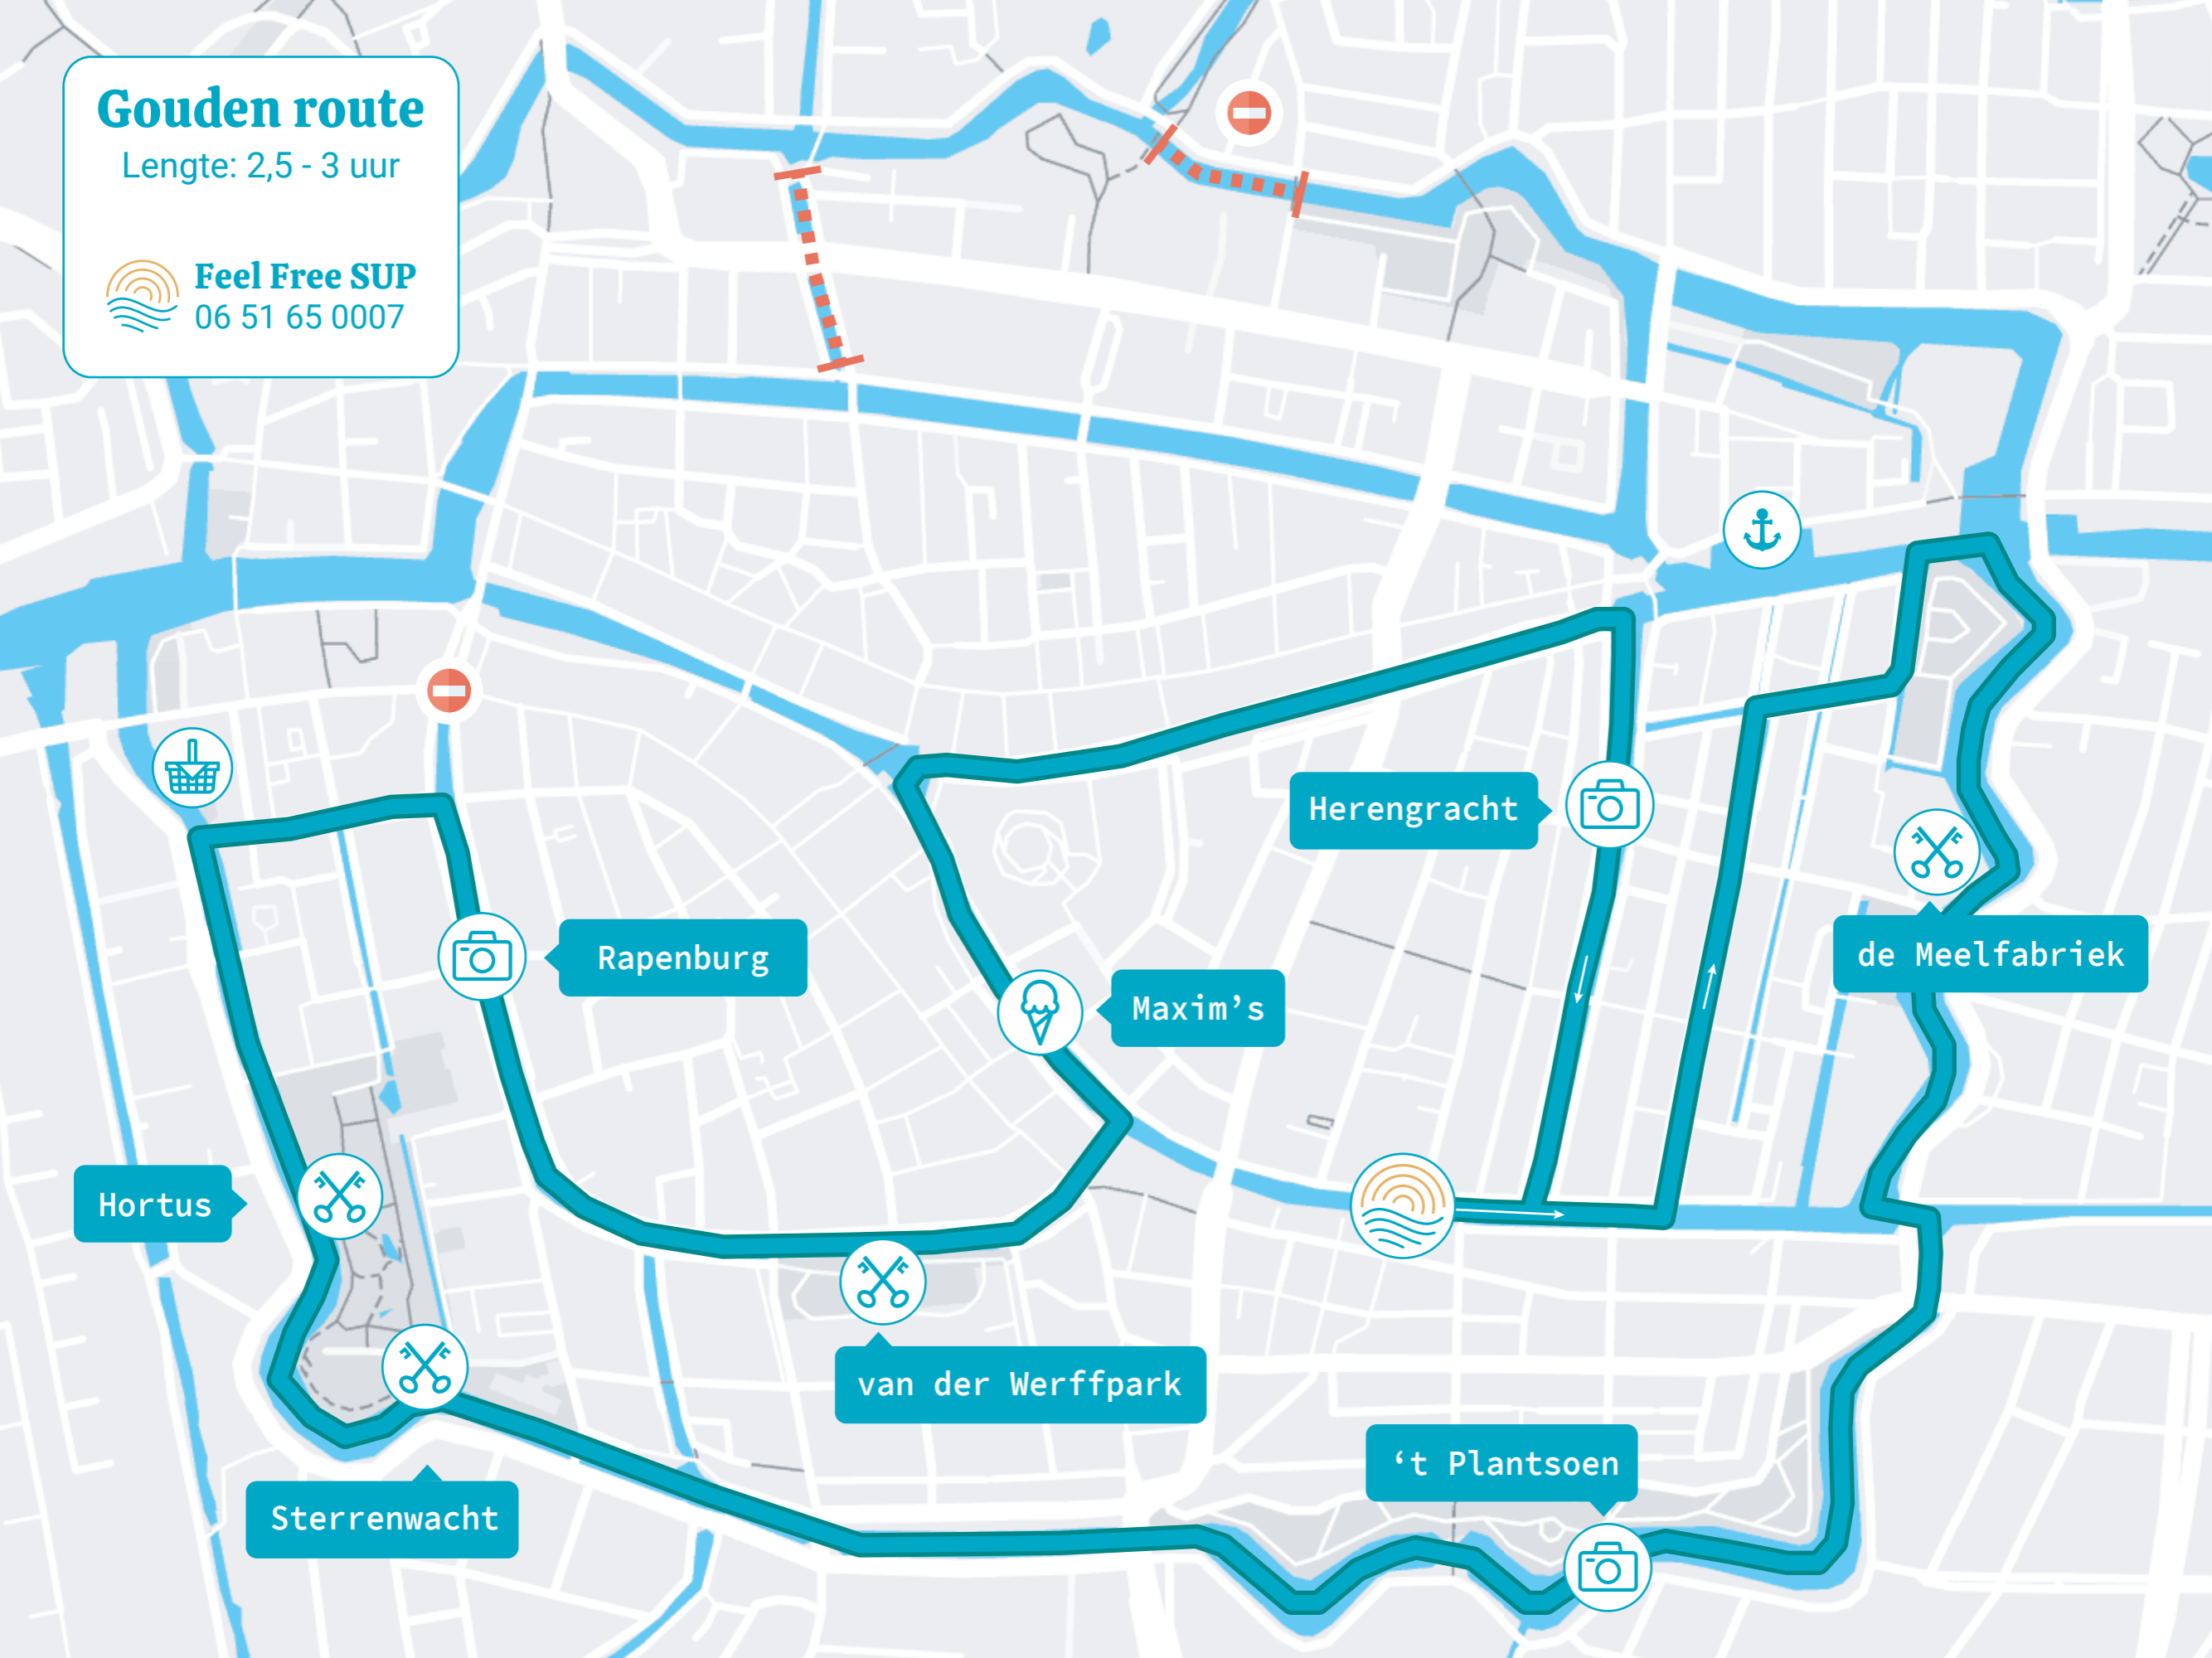 Gouden route
Lengte: 2,5 - 3 uur
Feel Free SUP
06 51 65 0007
Herengracht
Rapenburg
de Meelfabriek
Maxim’s
Hortus
van der Werffpark
‘t Plantsoen
Sterrenwacht